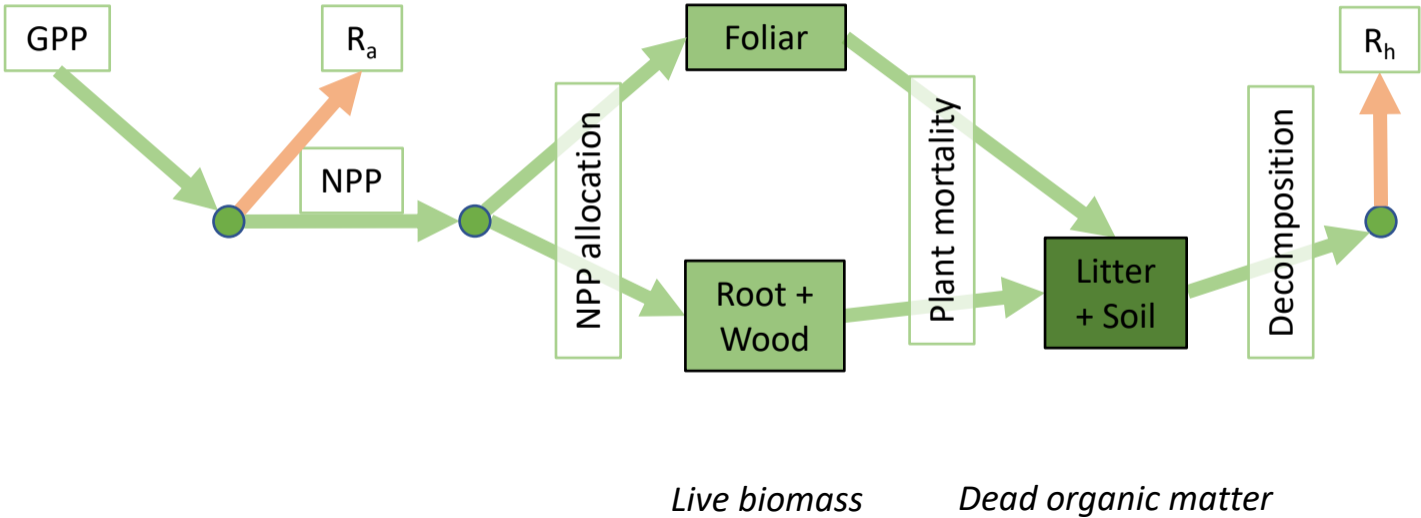 GPP
Ra
NPP
NPP allocation
Foliar
Root +
Wood
Plant mortality
Litter
+ Soil
Decomposition
Rh
Live biomass
Dead organic matter